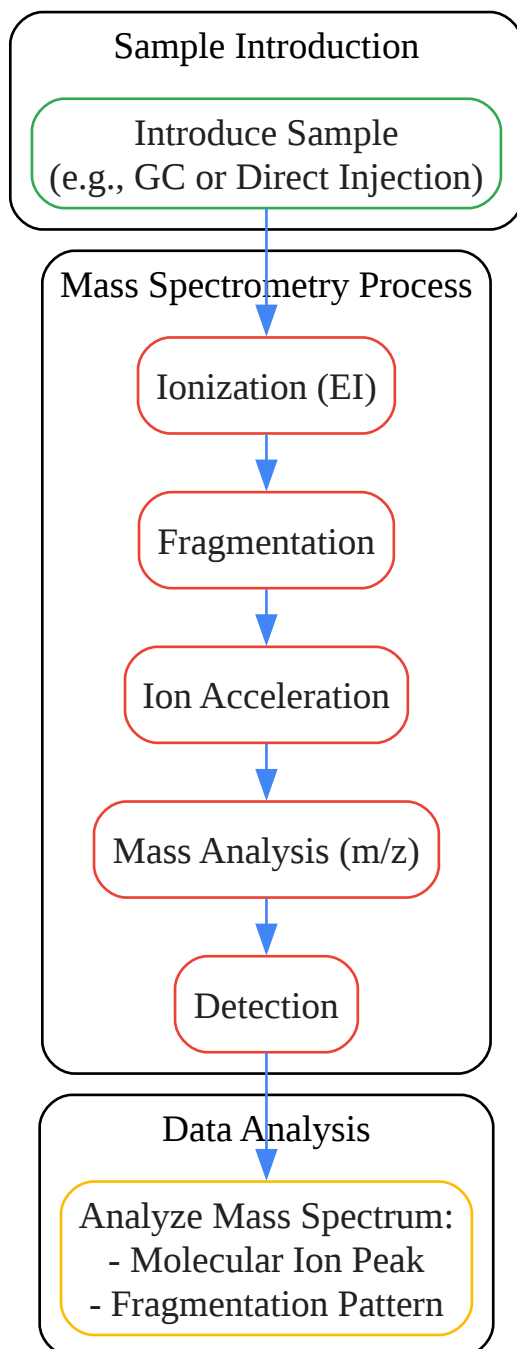 Sample Introduction
Introduce Sample
(e.g., GC or Direct Injection)
Mass Spectrometry Process
Ionization (EI)
Fragmentation
Ion Acceleration
Mass Analysis (m/z)
Detection
Data Analysis
Analyze Mass Spectrum:
- Molecular Ion Peak
- Fragmentation Pattern